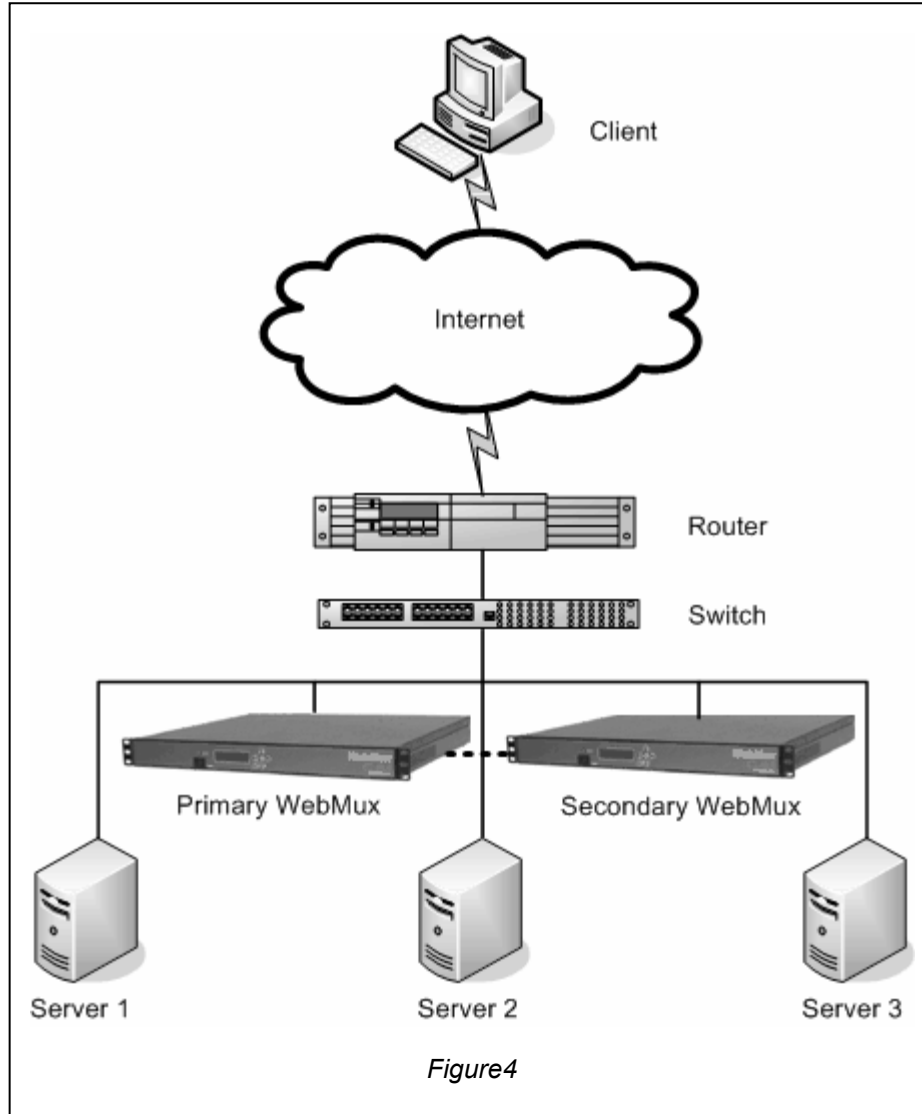 Client
Internet
Router
Switch
Primary WebMux
Secondary WebMux
Server 1
Server 2
Server 3
Figure4